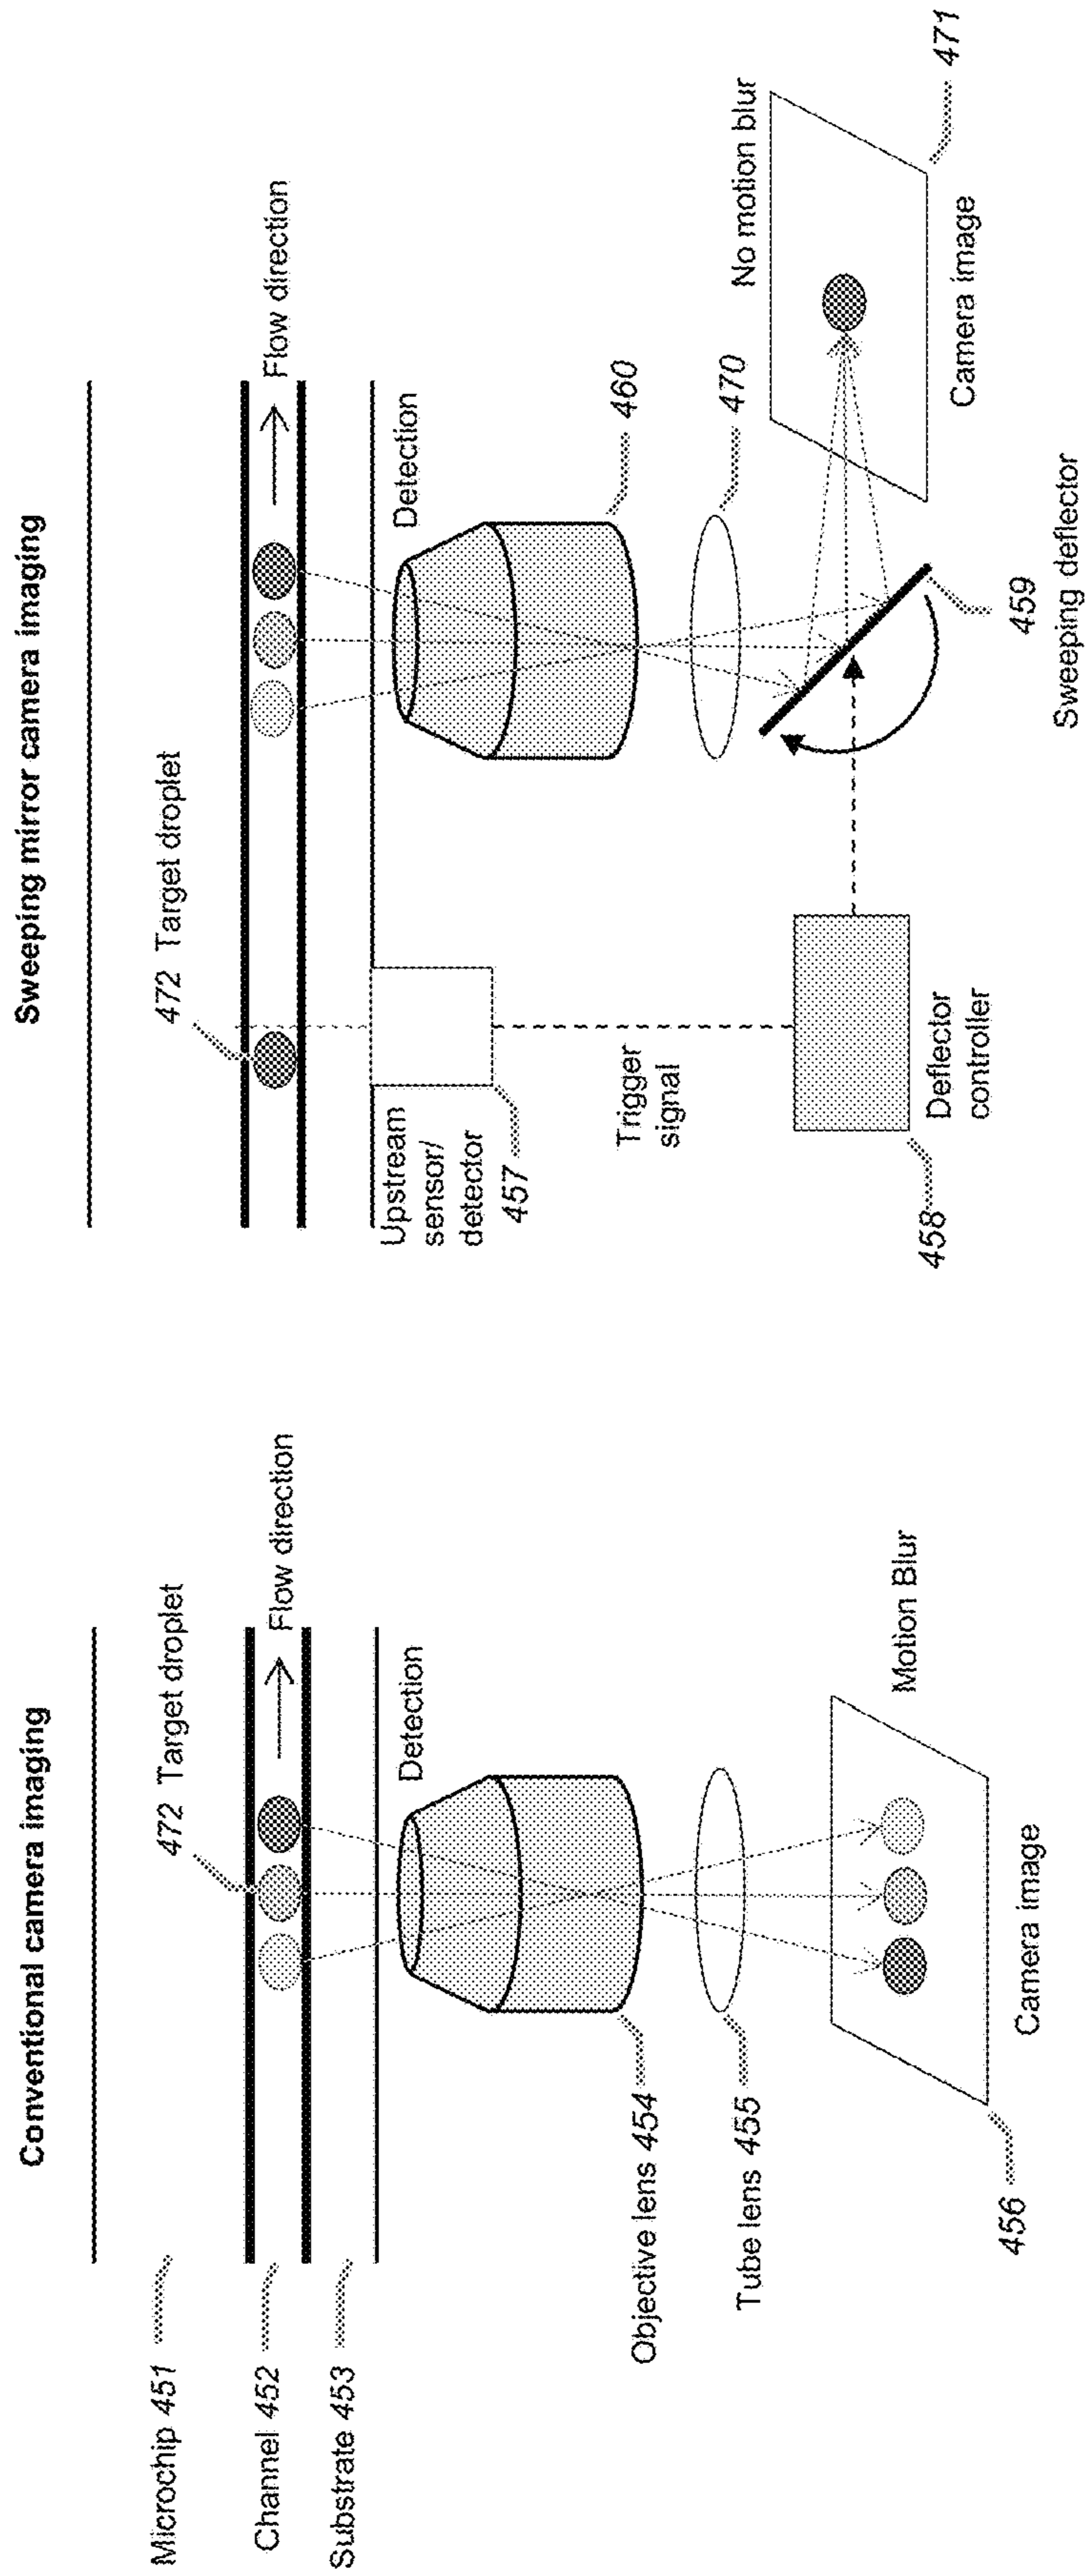 Conventional camera imaging
472 Target droplet
Microchip 451
Channel 452
Flow direction
Substrate 453
Detection
Objective lens 454
Tube lens 455
Motion Blur
456
Camera image
Sweeping mirror camera imaging
472 Target droplet
Flow direction
Upstream
sensor/
detector
457
Detection
460
Trigger
signal
470
No motion blur
458
Deflector
controller
Camera image
471
459
Sweeping deflector